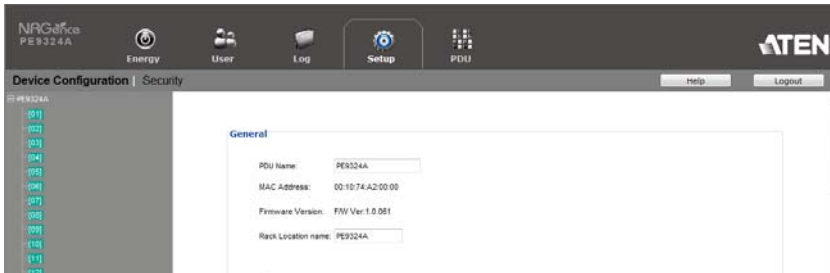 NRGence
PE9324A
Energy
User
Log
Setup
PDU
ATEN
Device Configuration | Security
Help
Logout
PE9324A
[01]
[02]
[03]
[04]
[05]
[06]
[07]
[08]
[09]
[10]
[11]
[12]
General
PDU Name: PE9324A
MAC Address: 00:10:74:A2:00:00
Firmware Version: F/W Ver:1.0.061
Rack Location name: PE9324A